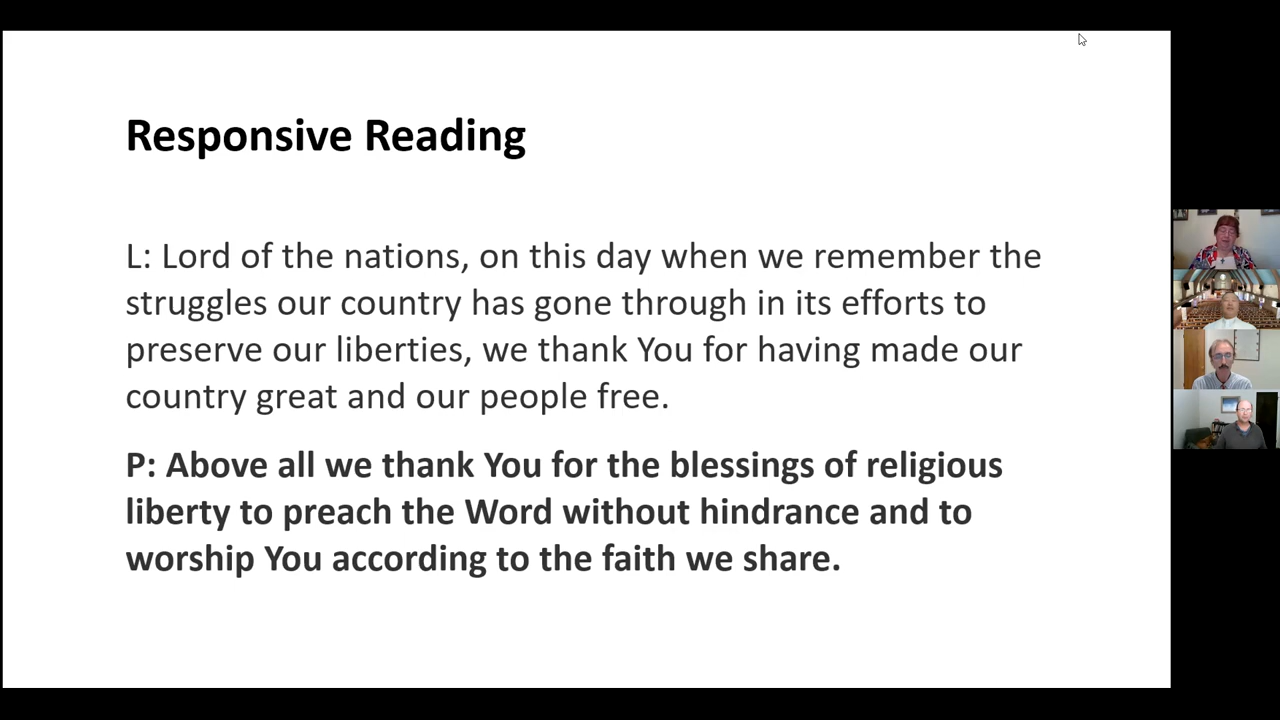 Responsive Reading
L: Lord of the nations, on this day when we remember the
struggles our country has gone through in its efforts to
preserve our liberties, we thank You for having made our
country great and our people free.
P: Above all we thank You for the blessings of religious
liberty to preach the Word without hindrance and to
worship You according to the faith we share.